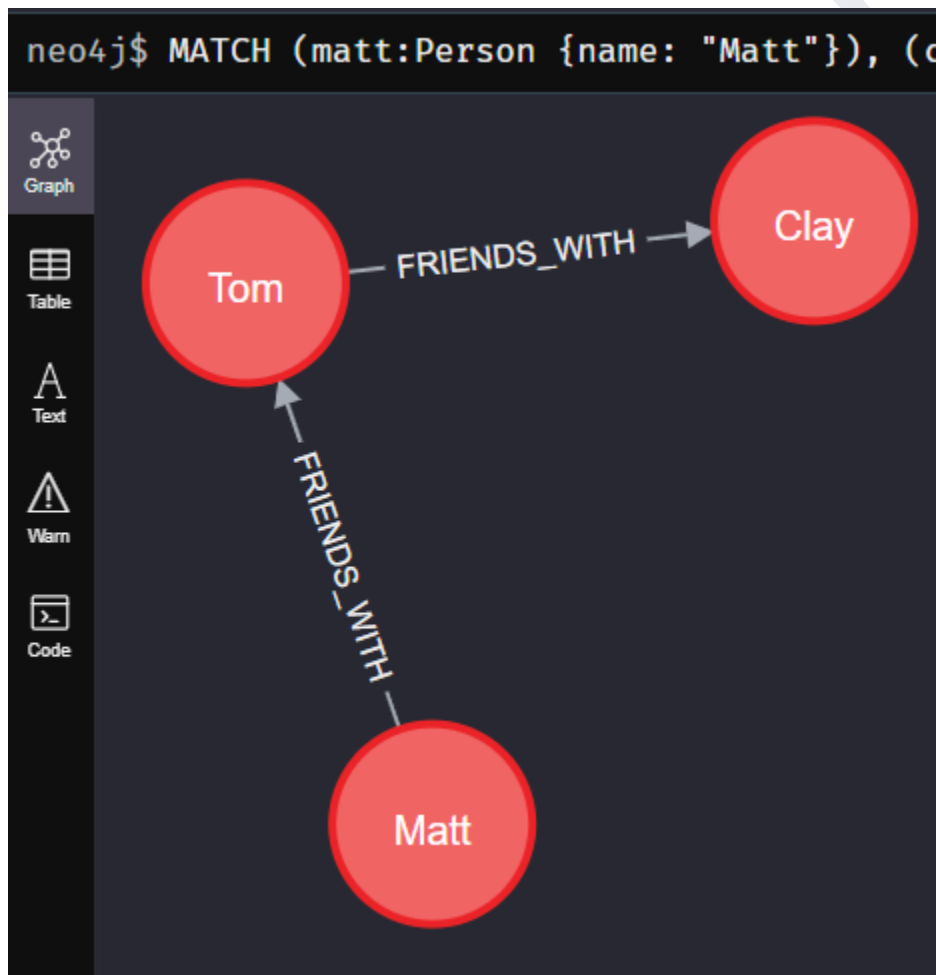 neo4j$ MATCH (matt:Person {name: "Matt"}), (c
Graph
Table
Text
Warn
Code
Tom
FRIENDS_WITH
Clay
FRIENDS_WITH
Matt